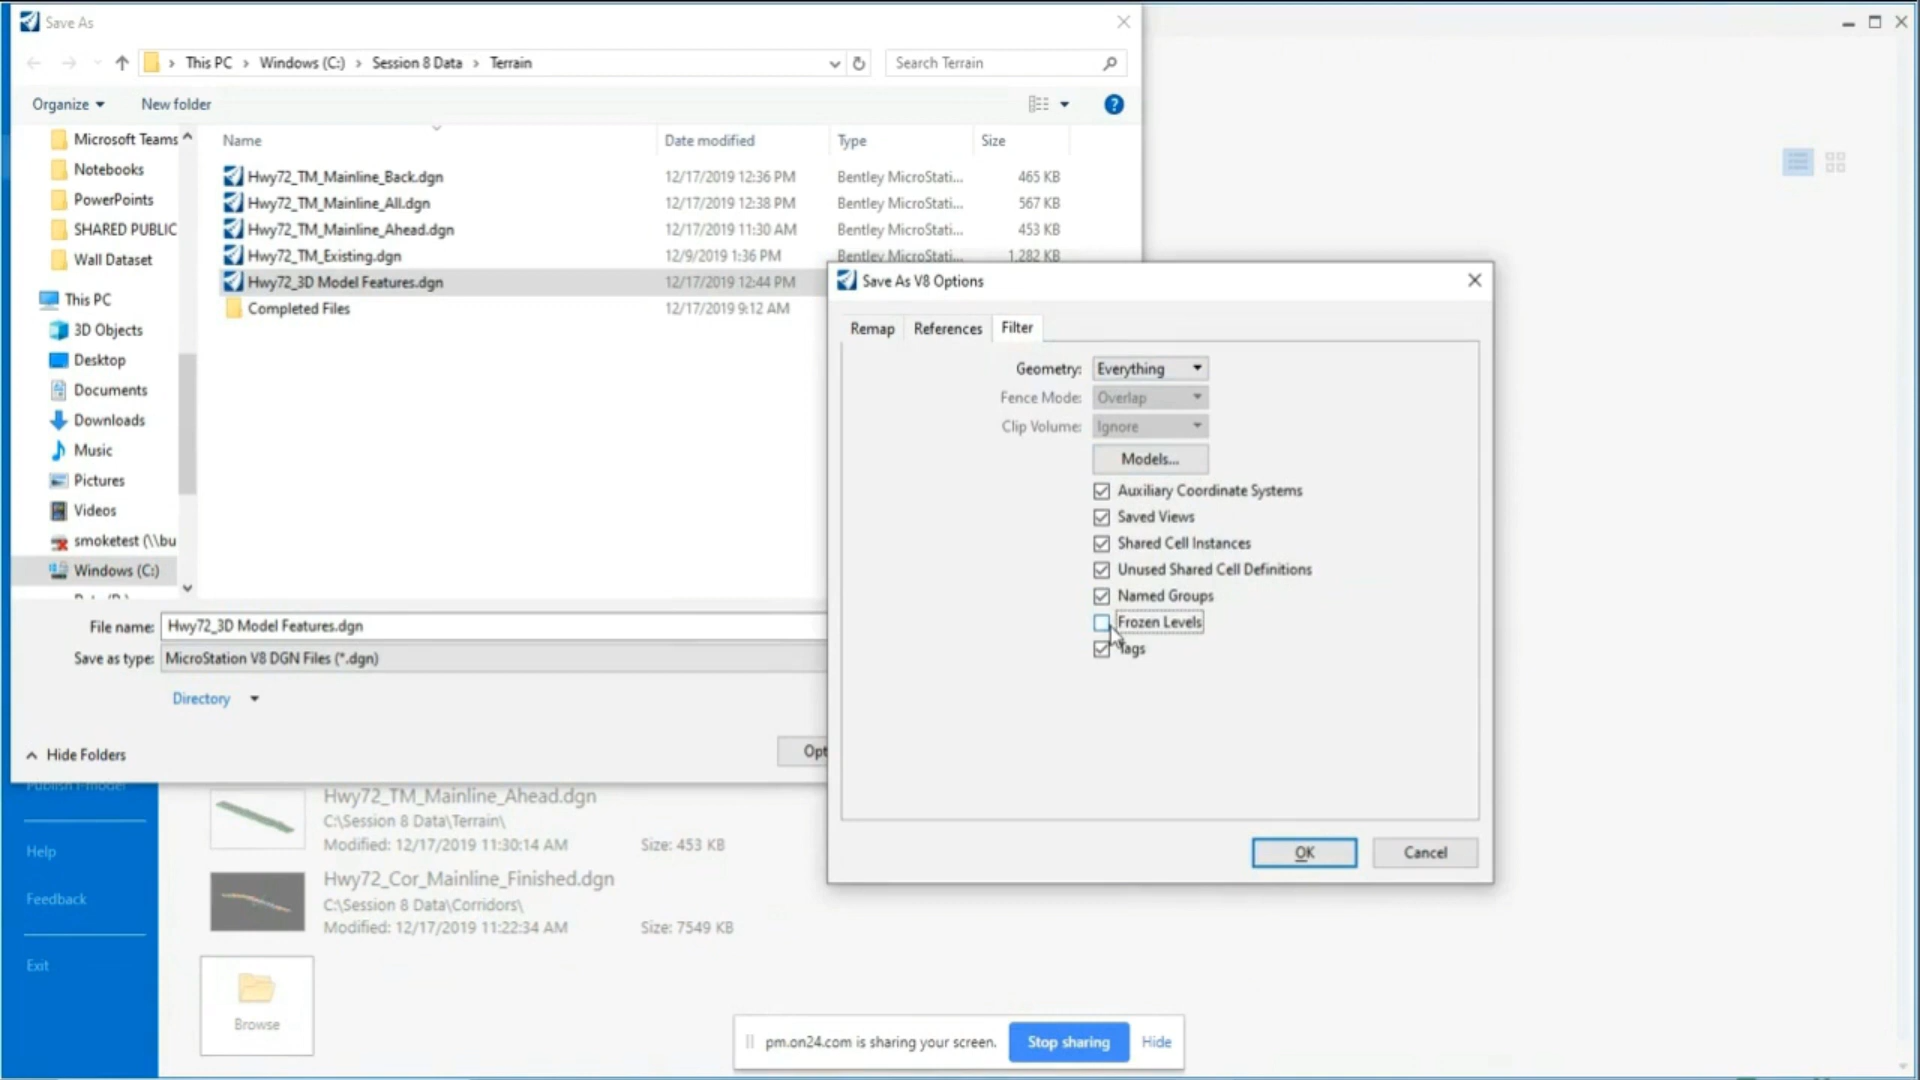 Save As
This PC > Windows (C:) > Session 8 Data > Terrain
Search Terrain
Organize
New folder
Microsoft Teams
Notebooks
PowerPoints
SHARED PUBLIC
Wall Dataset
This PC
3D Objects
Desktop
Documents
Downloads
Music
Pictures
Videos
smoketest (\\bu
Windows (C:)
Name Date modified Type Size
Hwy72_TM_Mainline_Back.dgn 12/17/2019 12:36 PM Bentley MicroStati... 465 KB
Hwy72_TM_Mainline_All.dgn 12/17/2019 12:38 PM Bentley MicroStati... 567 KB
Hwy72_TM_Mainline_Ahead.dgn 12/17/2019 11:30 AM Bentley MicroStati... 453 KB
Hwy72_TM_Existing.dgn 12/9/2019 1:36 PM Bentley MicroStati... 1,282 KB
Hwy72_3D Model Features.dgn 12/17/2019 12:44 PM
Completed Files 12/17/2019 9:12 AM
File name: Hwy72_3D Model Features.dgn
Save as type: MicroStation V8 DGN Files (*.dgn)
Directory
Hide Folders
Opt
Save As V8 Options
Remap References Filter
Geometry: Everything
Fence Mode: Overlap
Clip Volume: Ignore
Models...
Auxiliary Coordinate Systems
Saved Views
Shared Cell Instances
Unused Shared Cell Definitions
Named Groups
Frozen Levels
Tags
OK Cancel
Help
Feedback
Exit
Hwy72_TM_Mainline_Ahead.dgn
C:\Session 8 Data\Terrain\
Modified: 12/17/2019 11:30:14 AM Size: 453 KB
Hwy72_Cor_Mainline_Finished.dgn
C:\Session 8 Data\Corridors\
Modified: 12/17/2019 11:22:34 AM Size: 7549 KB
Browse
pm.on24.com is sharing your screen. Stop sharing Hide